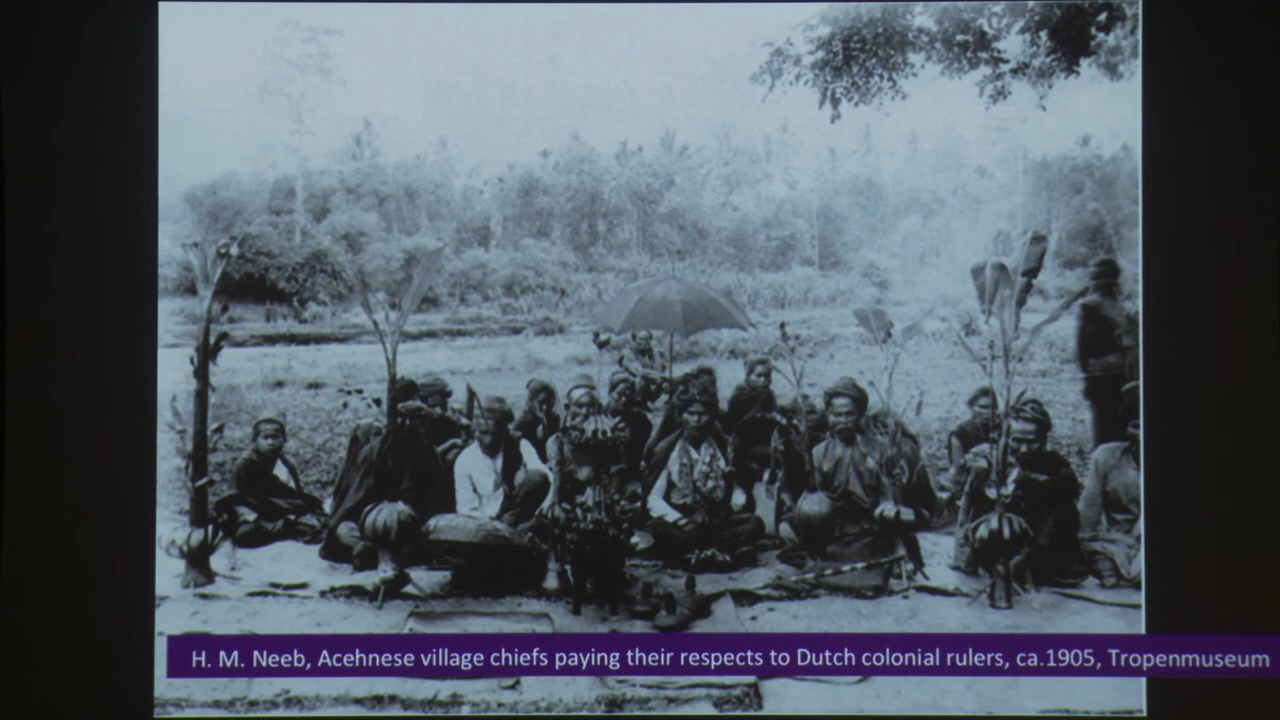 H. M. Neeb, Acehnese village chiefs paying their respects to Dutch colonial rulers, ca.1905, Tropenmuseum